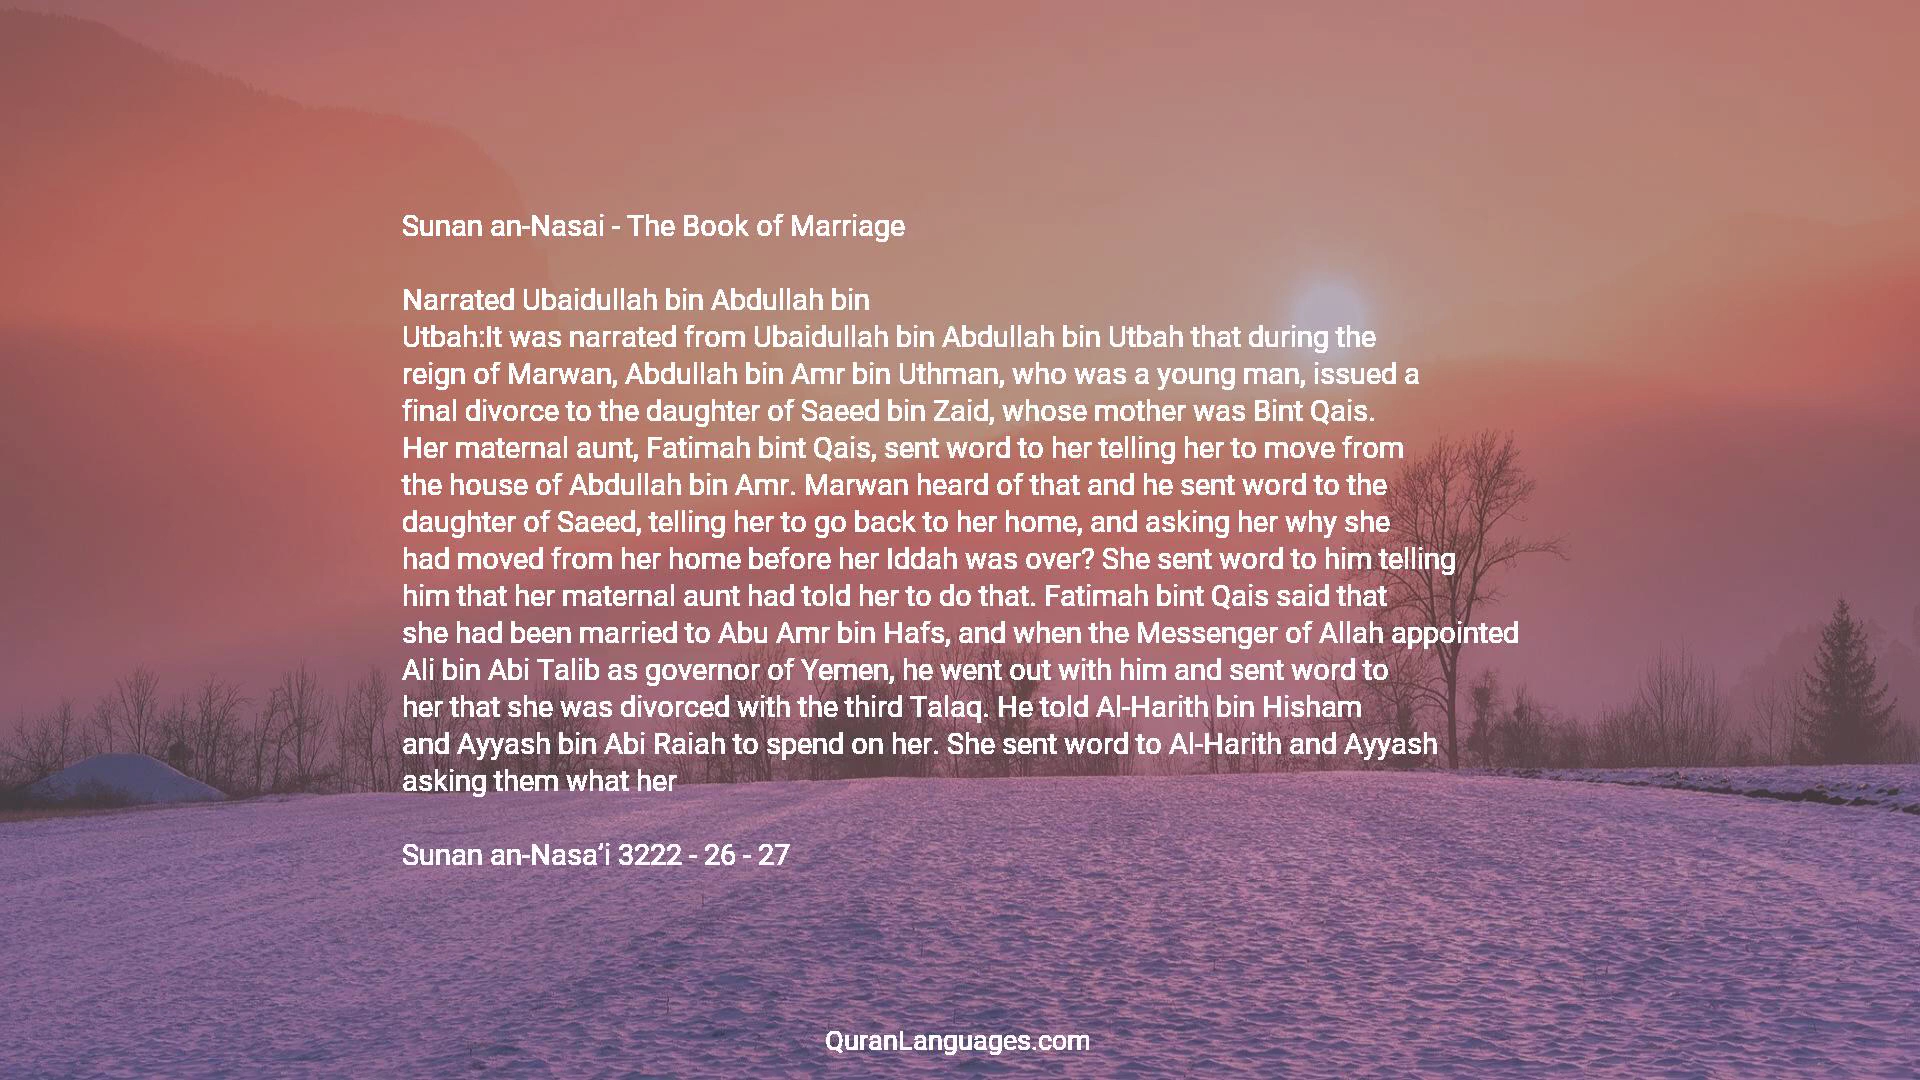 Sunan an-Nasai - The Book of Marriage
Narrated Ubaidullah bin Abdullah bin
Utbah:It was narrated from Ubaidullah bin Abdullah bin Utbah that during the
reign of Marwan, Abdullah bin Amr bin Uthman, who was a young man, issued a
final divorce to the daughter of Saeed bin Zaid, whose mother was Bint Qais.
Her maternal aunt, Fatimah bint Qais, sent word to her telling her to move from
the house of Abdullah bin Amr. Marwan heard of that and he sent word to the
daughter of Saeed, telling her to go back to her home, and asking her why she
had moved from her home before her Iddah was over? She sent word to him telling
him that her maternal aunt had told her to do that. Fatimah bint Qais said that
she had been married to Abu Amr bin Hafs, and when the Messenger of Allah appointed
Ali bin Abi Talib as governor of Yemen, he went out with him and sent word to
her that she was divorced with the third Talaq. He told Al-Harith bin Hisham
and Ayyash bin Abi Raiah to spend on her. She sent word to Al-Harith and Ayyash
asking them what her
Sunan an-Nasa’i 3222 - 26 - 27
QuranLanguages.com